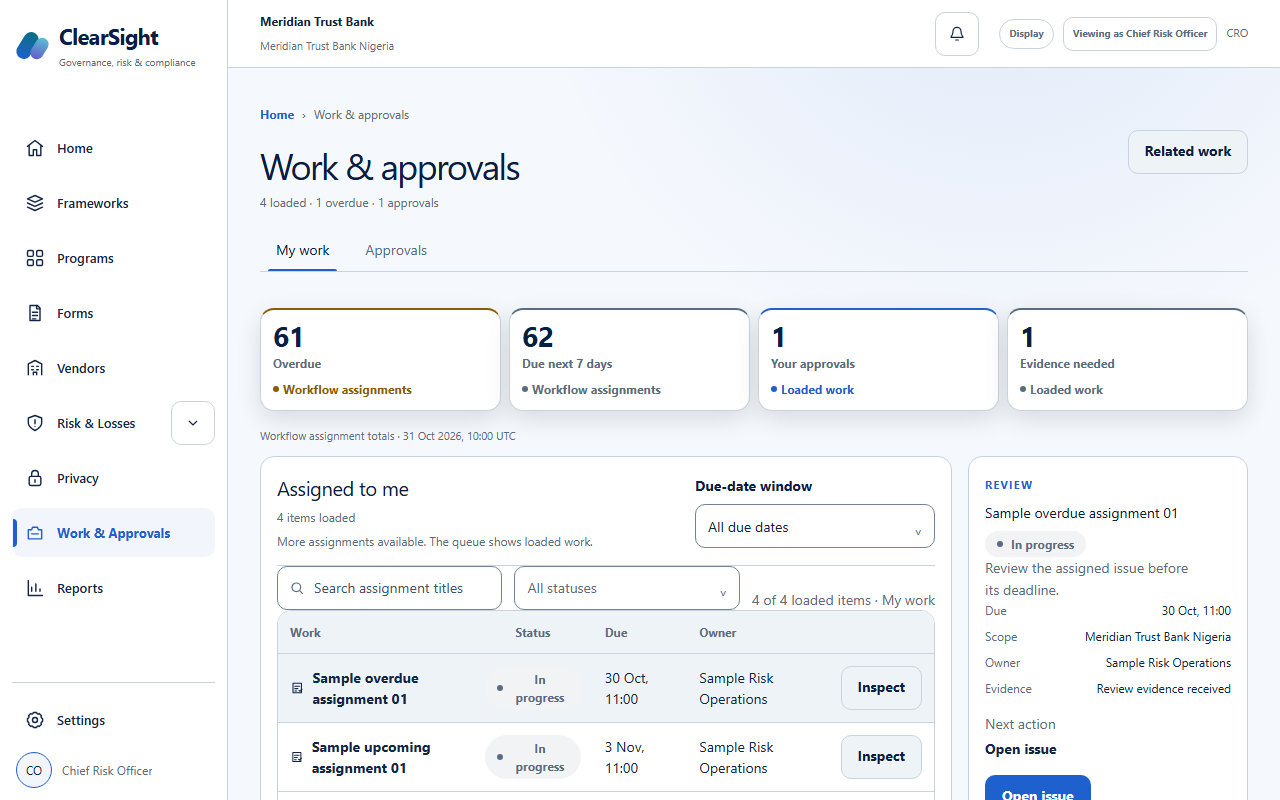 ClearSight
Governance, risk & compliance
Home
Frameworks
Programs
Forms
Vendors
Risk & Losses
Privacy
Work & Approvals
Reports
Settings
CO
Chief Risk Officer
Meridian Trust Bank
Meridian Trust Bank Nigeria
Display
Viewing as Chief Risk Officer
CRO
Home › Work & approvals
Work & approvals
4 loaded · 1 overdue · 1 approvals
Related work
My work
Approvals
61
Overdue
Workflow assignments
62
Due next 7 days
Workflow assignments
1
Your approvals
Loaded work
1
Evidence needed
Loaded work
Workflow assignment totals · 31 Oct 2026, 10:00 UTC
Assigned to me
4 items loaded
More assignments available. The queue shows loaded work.
Due-date window
All due dates
Search assignment titles
All statuses
4 of 4 loaded items · My work
Work Status Due Owner
Sample overdue
assignment 01
In
progress
30 Oct,
11:00
Sample Risk
Operations
Inspect
Sample upcoming
assignment 01
In
progress
3 Nov,
11:00
Sample Risk
Operations
Inspect
REVIEW
Sample overdue assignment 01
In progress
Review the assigned issue before
its deadline.
Due 30 Oct, 11:00
Scope Meridian Trust Bank Nigeria
Owner Sample Risk Operations
Evidence Review evidence received
Next action
Open issue
Open issue